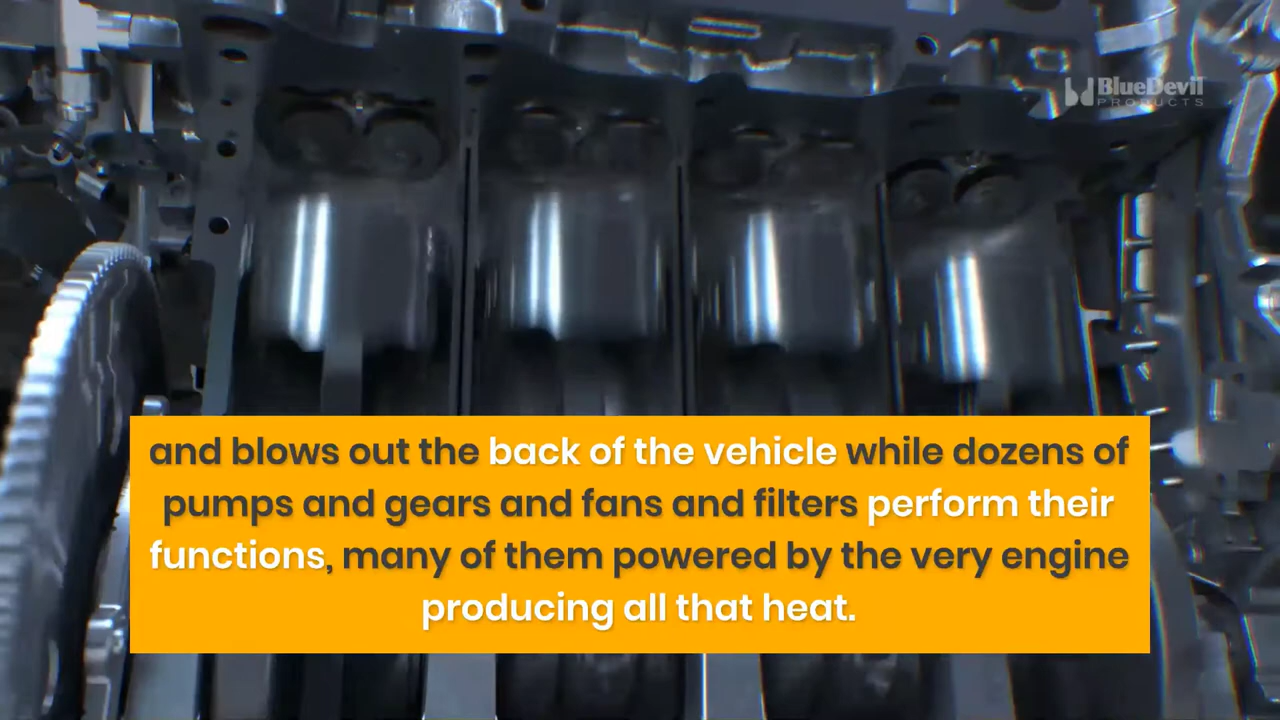 BlueDevil
PRODUCTS
and blows out the back of the vehicle while dozens of
pumps and gears and fans and filters perform their
functions, many of them powered by the very engine
producing all that heat.